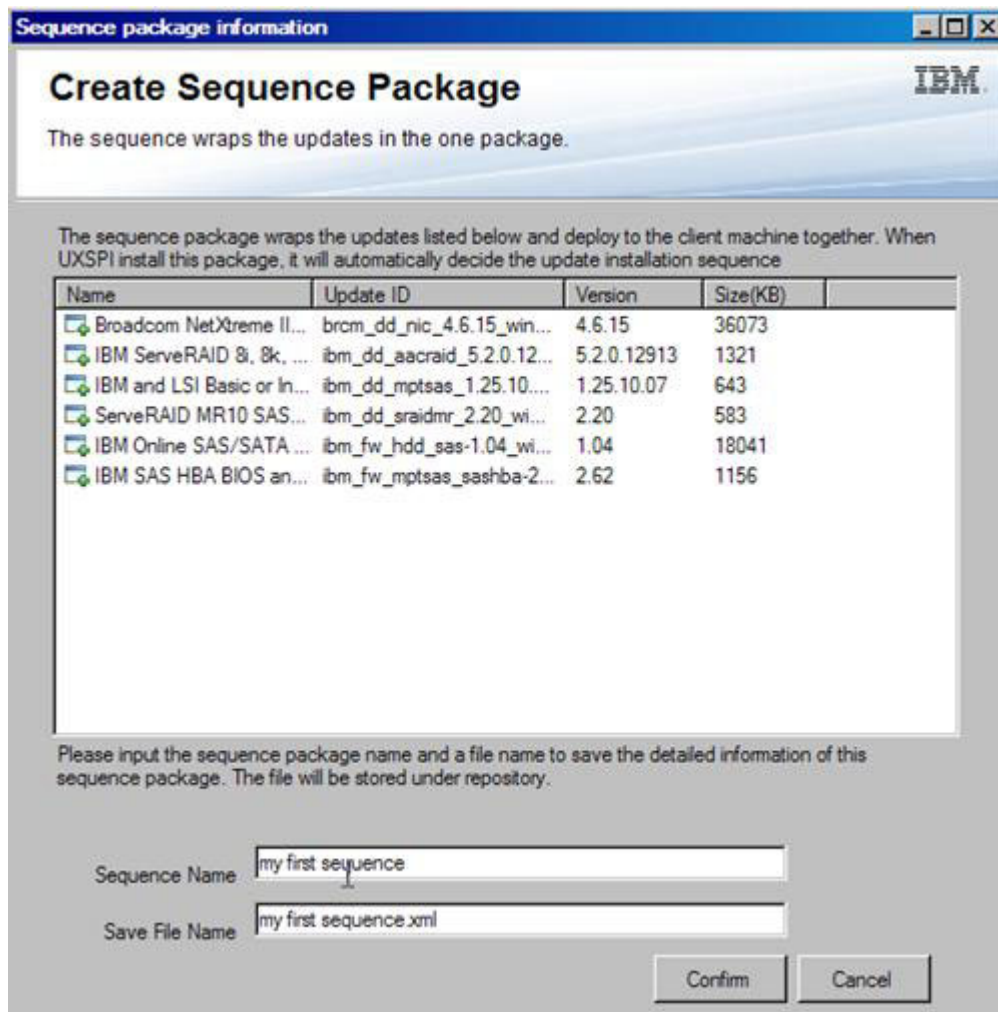 Sequence package information
Create Sequence Package
IBM
The sequence wraps the updates in the one package.
The sequence package wraps the updates listed below and deploy to the client machine together. When
UXSPI install this package, it will automatically decide the update installation sequence
Name Update ID Version Size(KB)
Broadcom NetXtreme II... brcm_dd_nic_4.6.15_win... 4.6.15 36073
IBM ServeRAID 8i, 8k, ... ibm_dd_aacraid_5.2.0.12... 5.2.0.12913 1321
IBM and LSI Basic or In... ibm_dd_mptsas_1.25.10.... 1.25.10.07 643
ServeRAID MR10 SAS... ibm_dd_sraidmr_2.20_wi... 2.20 583
IBM Online SAS/SATA ... ibm_fw_hdd_sas-1.04_wi... 1.04 18041
IBM SAS HBA BIOS an... ibm_fw_mptsas_sashba-2... 2.62 1156
Please input the sequence package name and a file name to save the detailed information of this
sequence package. The file will be stored under repository.
Sequence Name my first sequence
Save File Name my first sequence.xml
Confirm Cancel